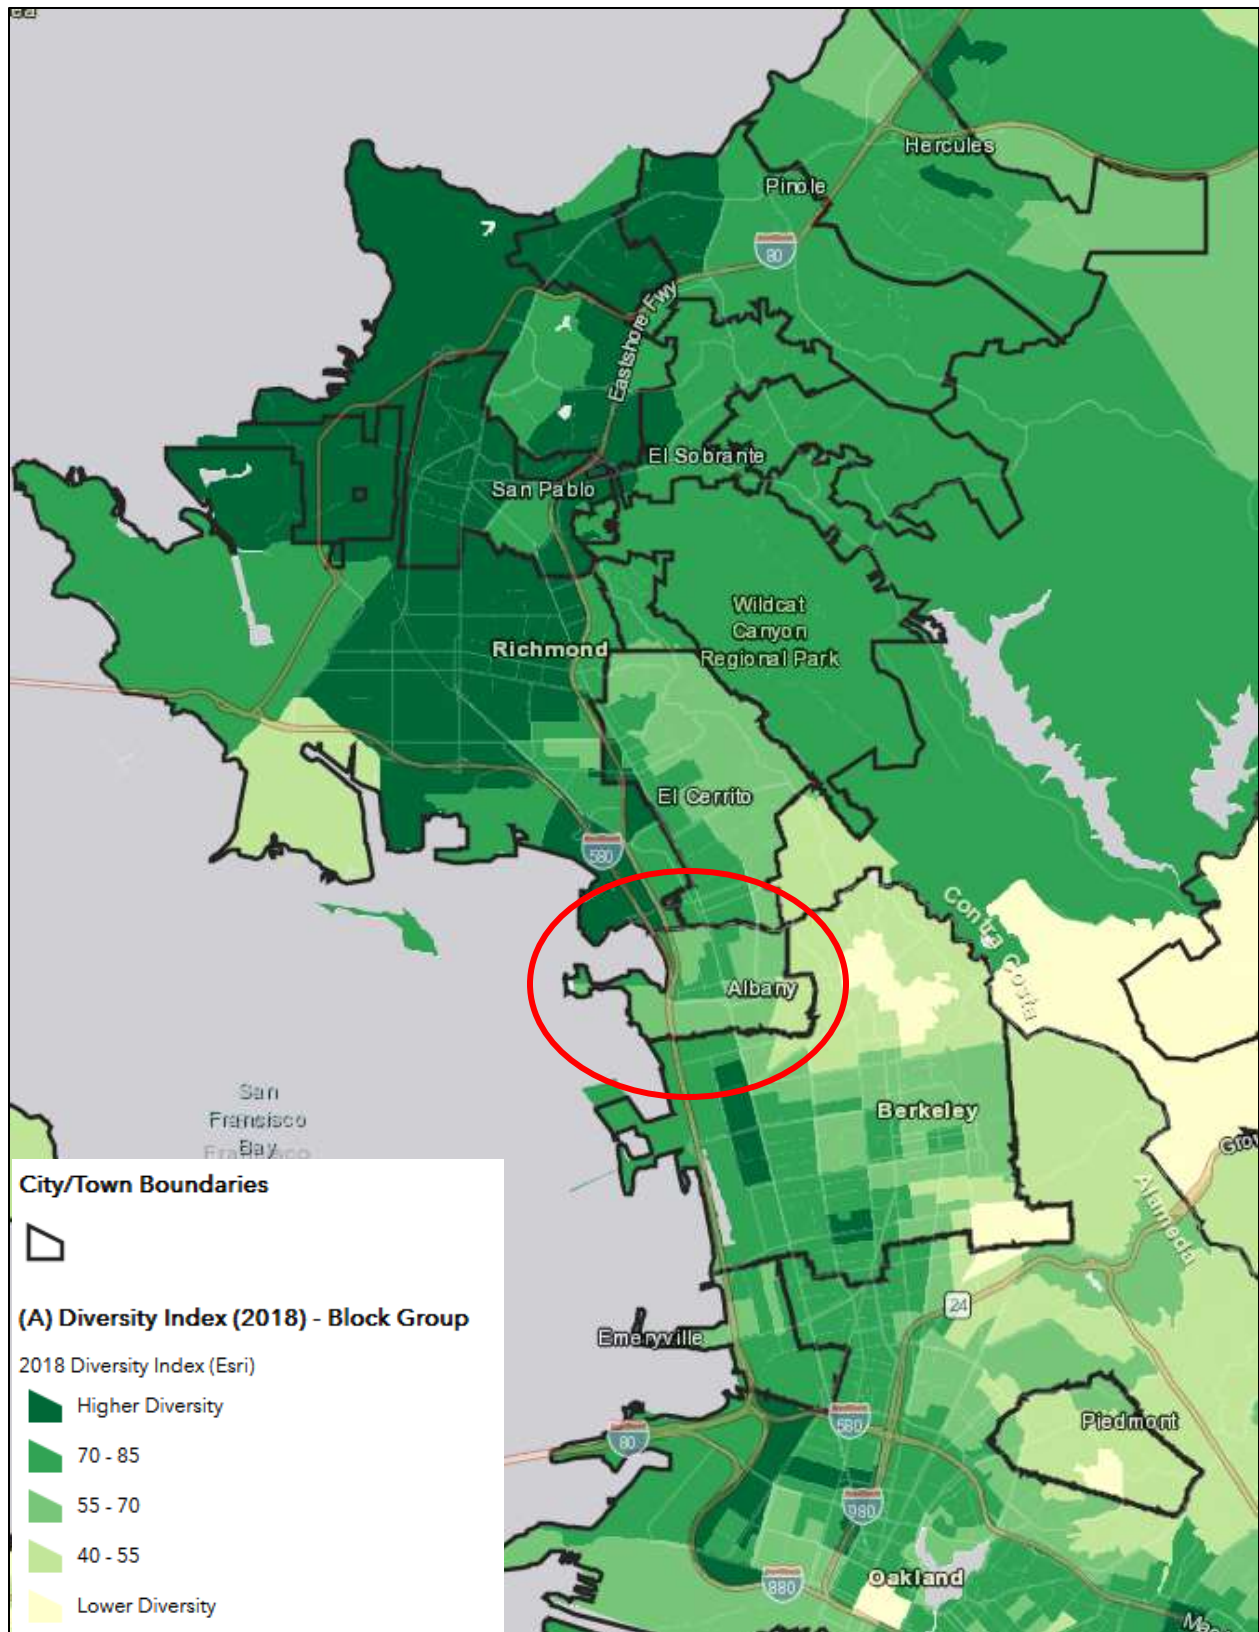 Hercules
Pinole
80
Eastshore Fwy
El Sobrante
San Pablo
Wildcat
Canyon
Regional Park
Richmond
El Cerrito
580
Contra Costa
Albany
San
Fransisco
Bay
Berkeley
Alameda
24
Emeryville
Piedmont
580
80
980
880
Oakland
City/Town Boundaries
(A) Diversity Index (2018) - Block Group
2018 Diversity Index (Esri)
Higher Diversity
70 - 85
55 - 70
40 - 55
Lower Diversity